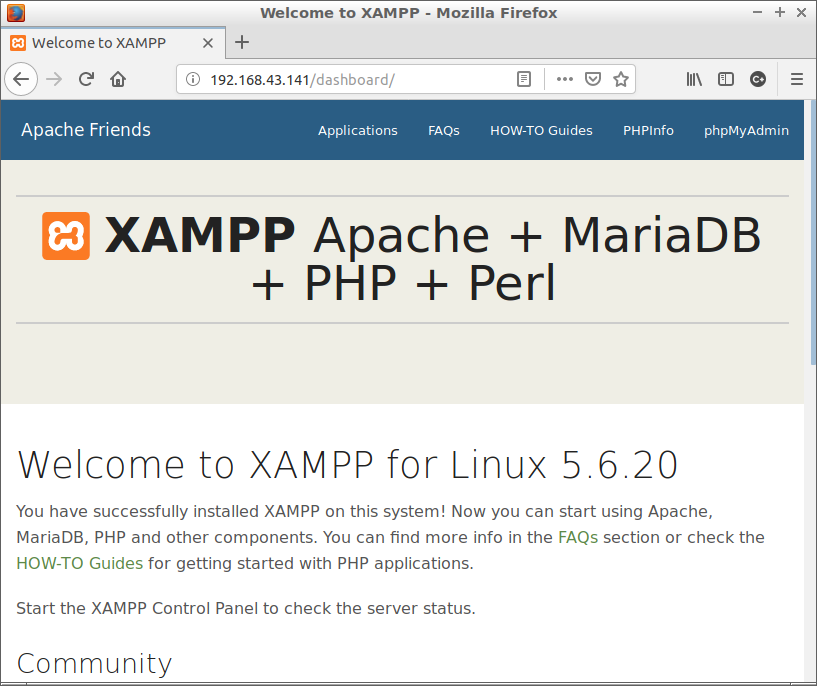 Welcome to XAMPP - Mozilla Firefox
Welcome to XAMPP
192.168.43.141/dashboard/
Apache Friends
Applications
FAQs
HOW-TO Guides
PHPInfo
phpMyAdmin
XAMPP Apache + MariaDB
+ PHP + Perl
Welcome to XAMPP for Linux 5.6.20
You have successfully installed XAMPP on this system! Now you can start using Apache,
MariaDB, PHP and other components. You can find more info in the FAQs section or check the
HOW-TO Guides for getting started with PHP applications.
Start the XAMPP Control Panel to check the server status.
Community